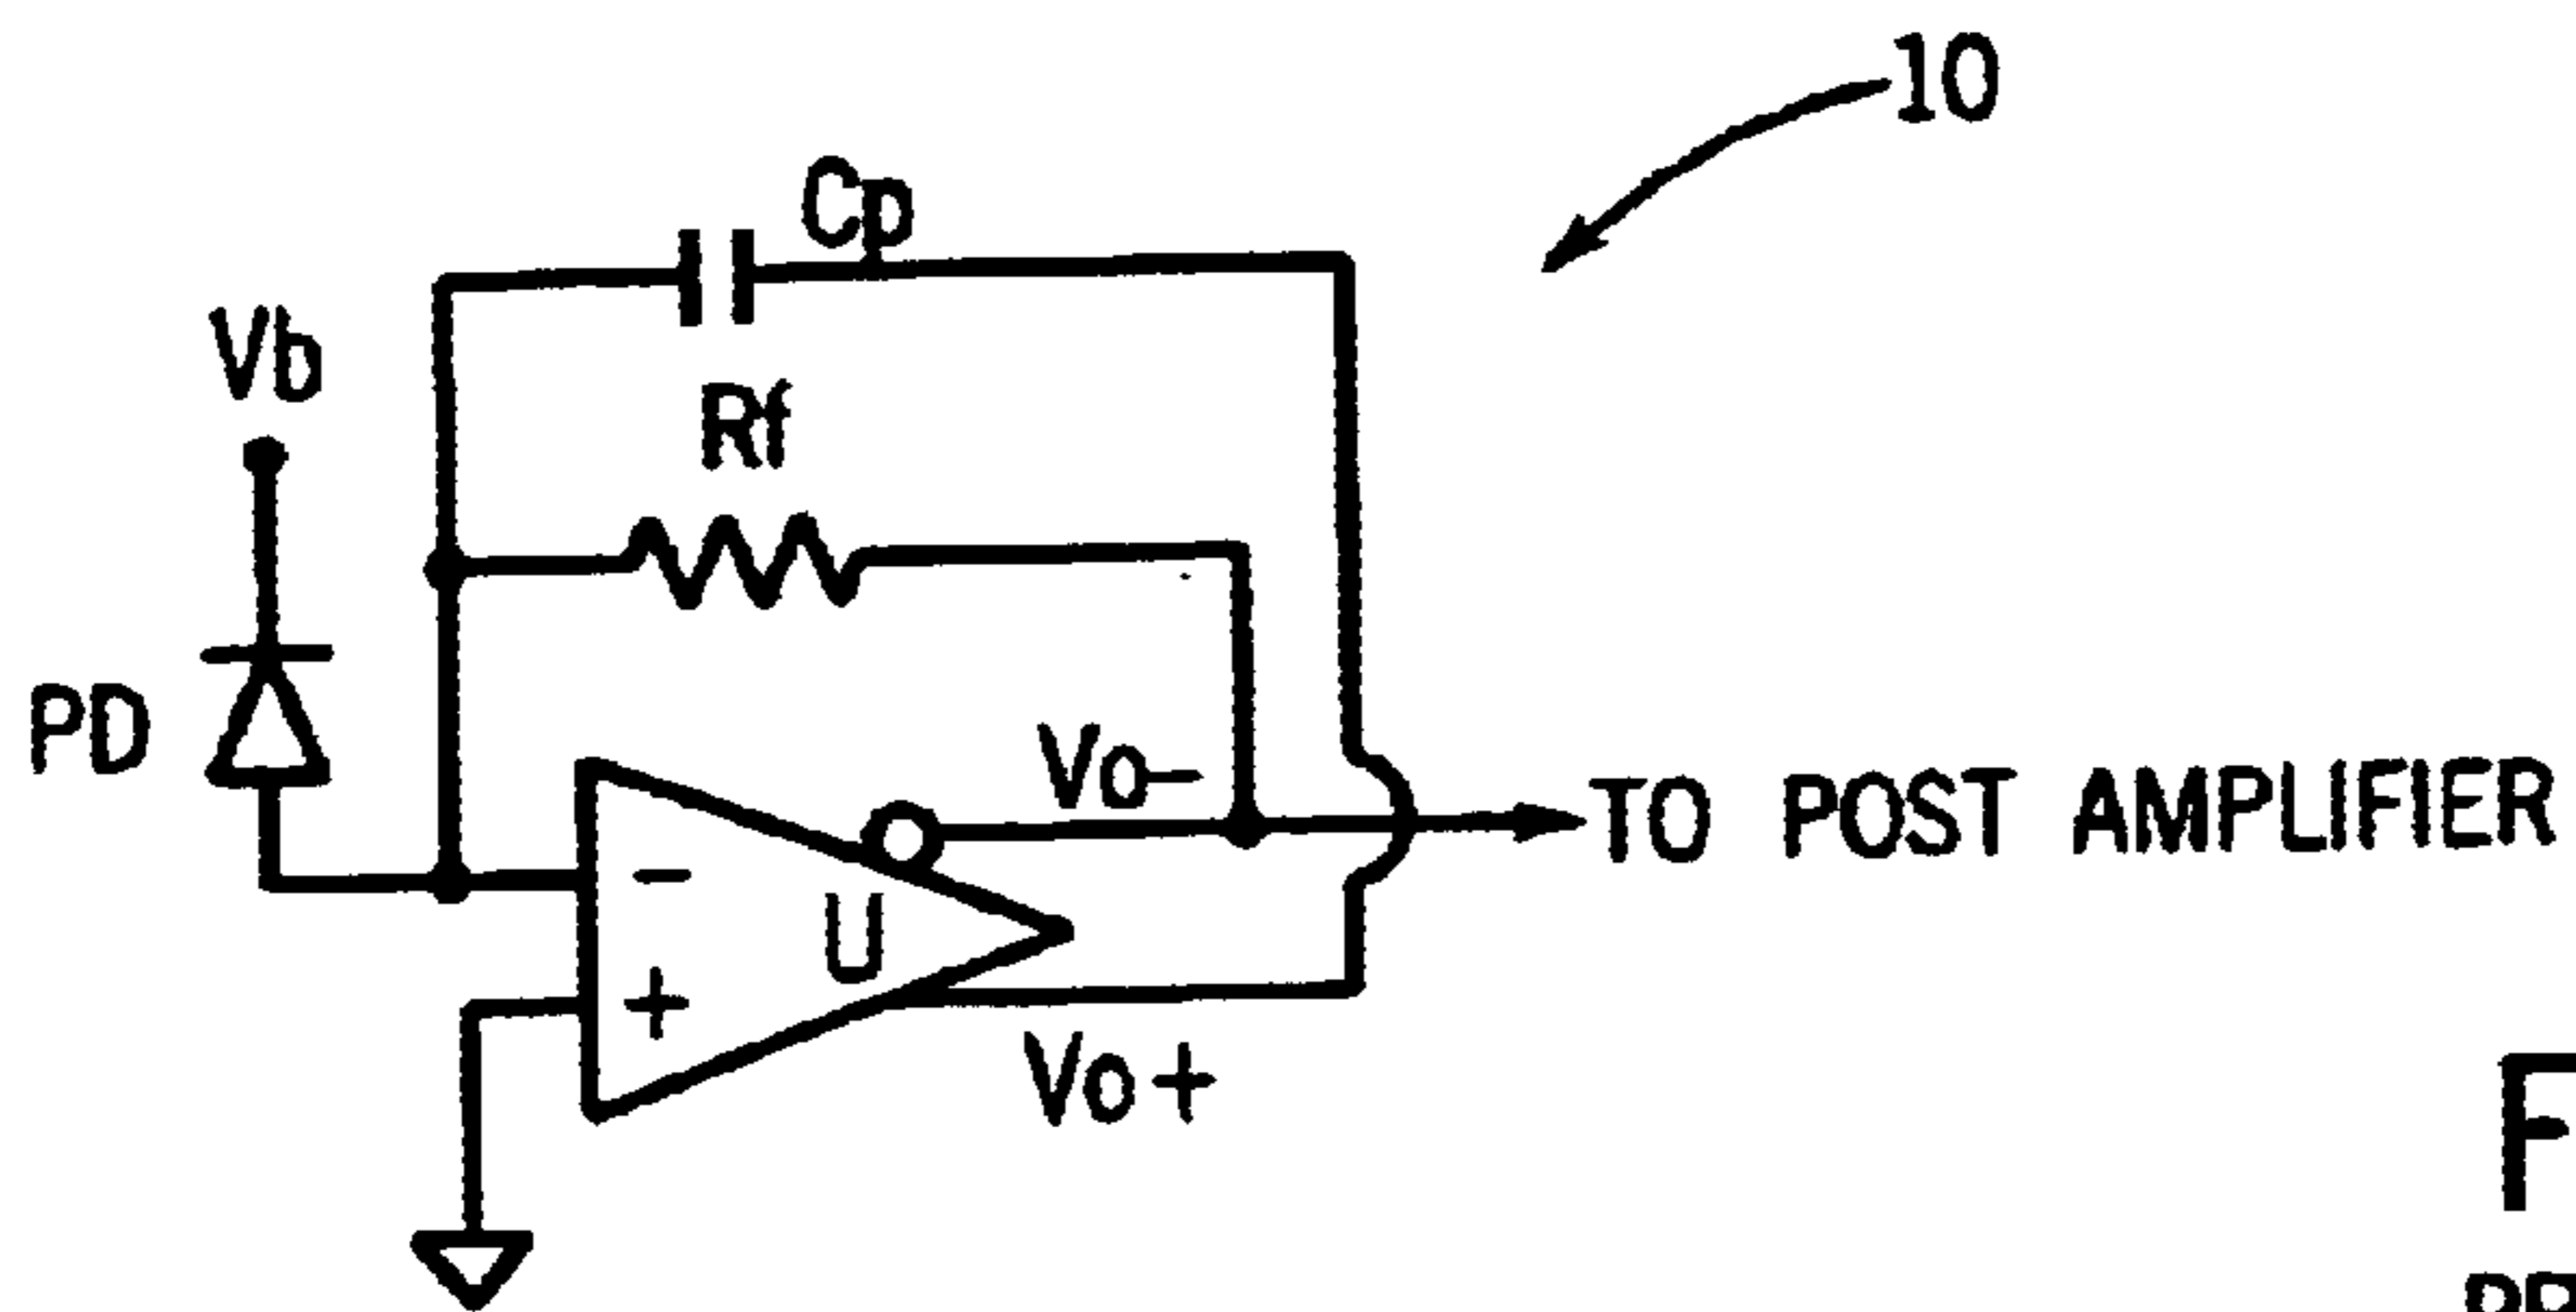 10
Cp
Vb
Rf
PD
Vo-
TO POST AMPLIFIER
-
U
+
Vo+